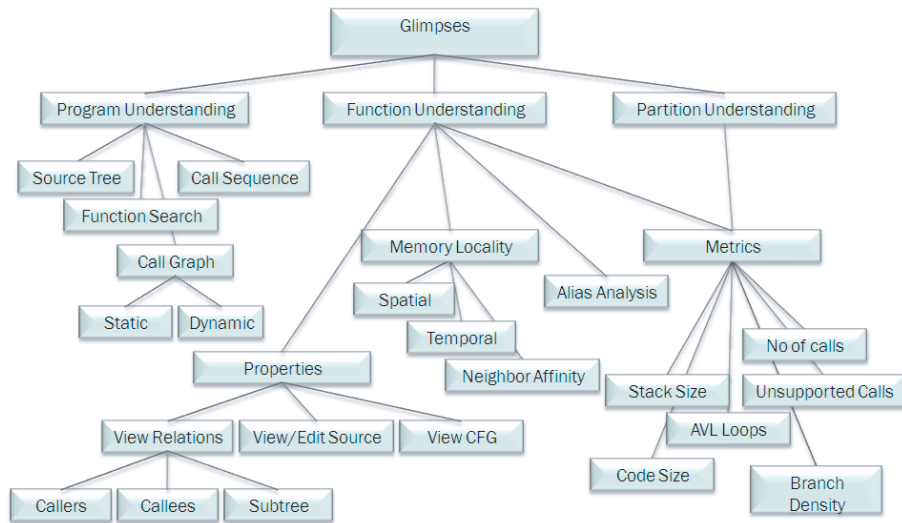 Glimpses
Program Understanding
Function Understanding
Partition Understanding
Source Tree
Call Sequence
Function Search
Call Graph
Static
Dynamic
Memory Locality
Spatial
Temporal
Neighbor Affinity
Alias Analysis
Metrics
No of calls
Stack Size
Unsupported Calls
AVL Loops
Code Size
Branch
Density
Properties
View Relations
View/Edit Source
View CFG
Callers
Callees
Subtree